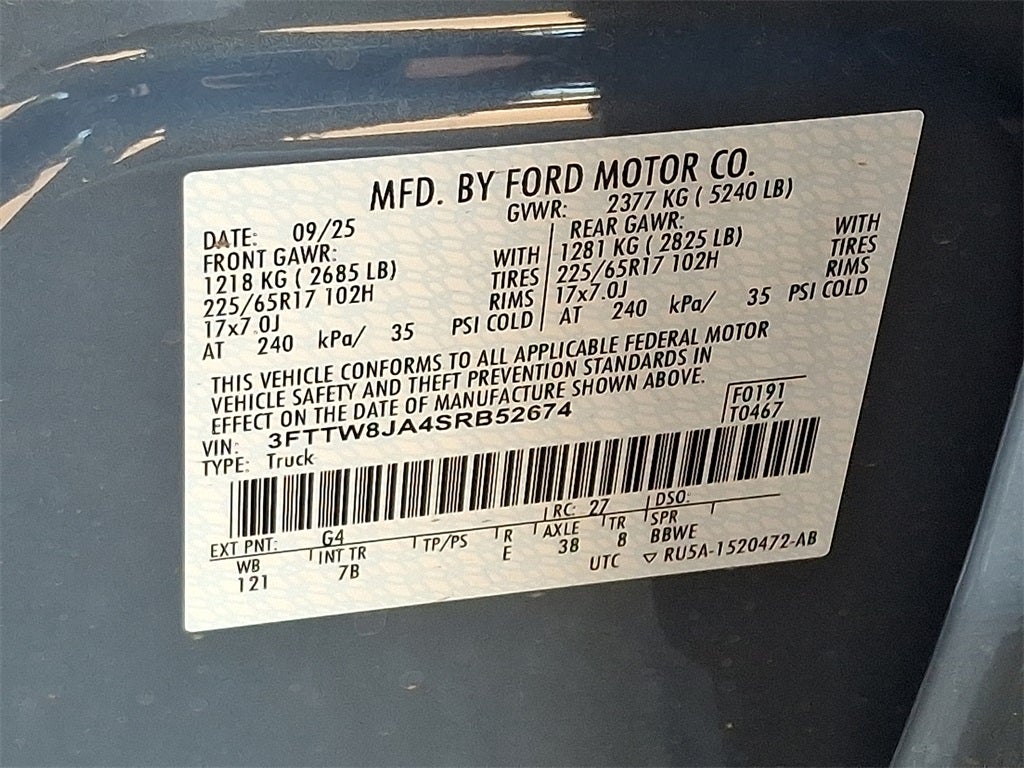 MFD. BY FORD MOTOR CO.
DATE: 09/25 GVWR: 2377 KG ( 5240 LB)
FRONT GAWR: WITH REAR GAWR: WITH
1218 KG ( 2685 LB) TIRES 1281 KG ( 2825 LB) TIRES
225/65R17 102H RIMS 225/65R17 102H RIMS
17x7.0J 17x7.0J
AT 240 kPa/ 35 PSI COLD AT 240 kPa/ 35 PSI COLD
THIS VEHICLE CONFORMS TO ALL APPLICABLE FEDERAL MOTOR
VEHICLE SAFETY AND THEFT PREVENTION STANDARDS IN
EFFECT ON THE DATE OF MANUFACTURE SHOWN ABOVE.
F0191
T0467
VIN: 3FTTW8JA4SRB52674
TYPE: Truck
EXT PNT: G4 RC: 27 DSO:
WB INT TR TP/PS R AXLE TR SPR
121 7B E 38 8 BBWE
UTC ▽ RU5A-1520472-AB